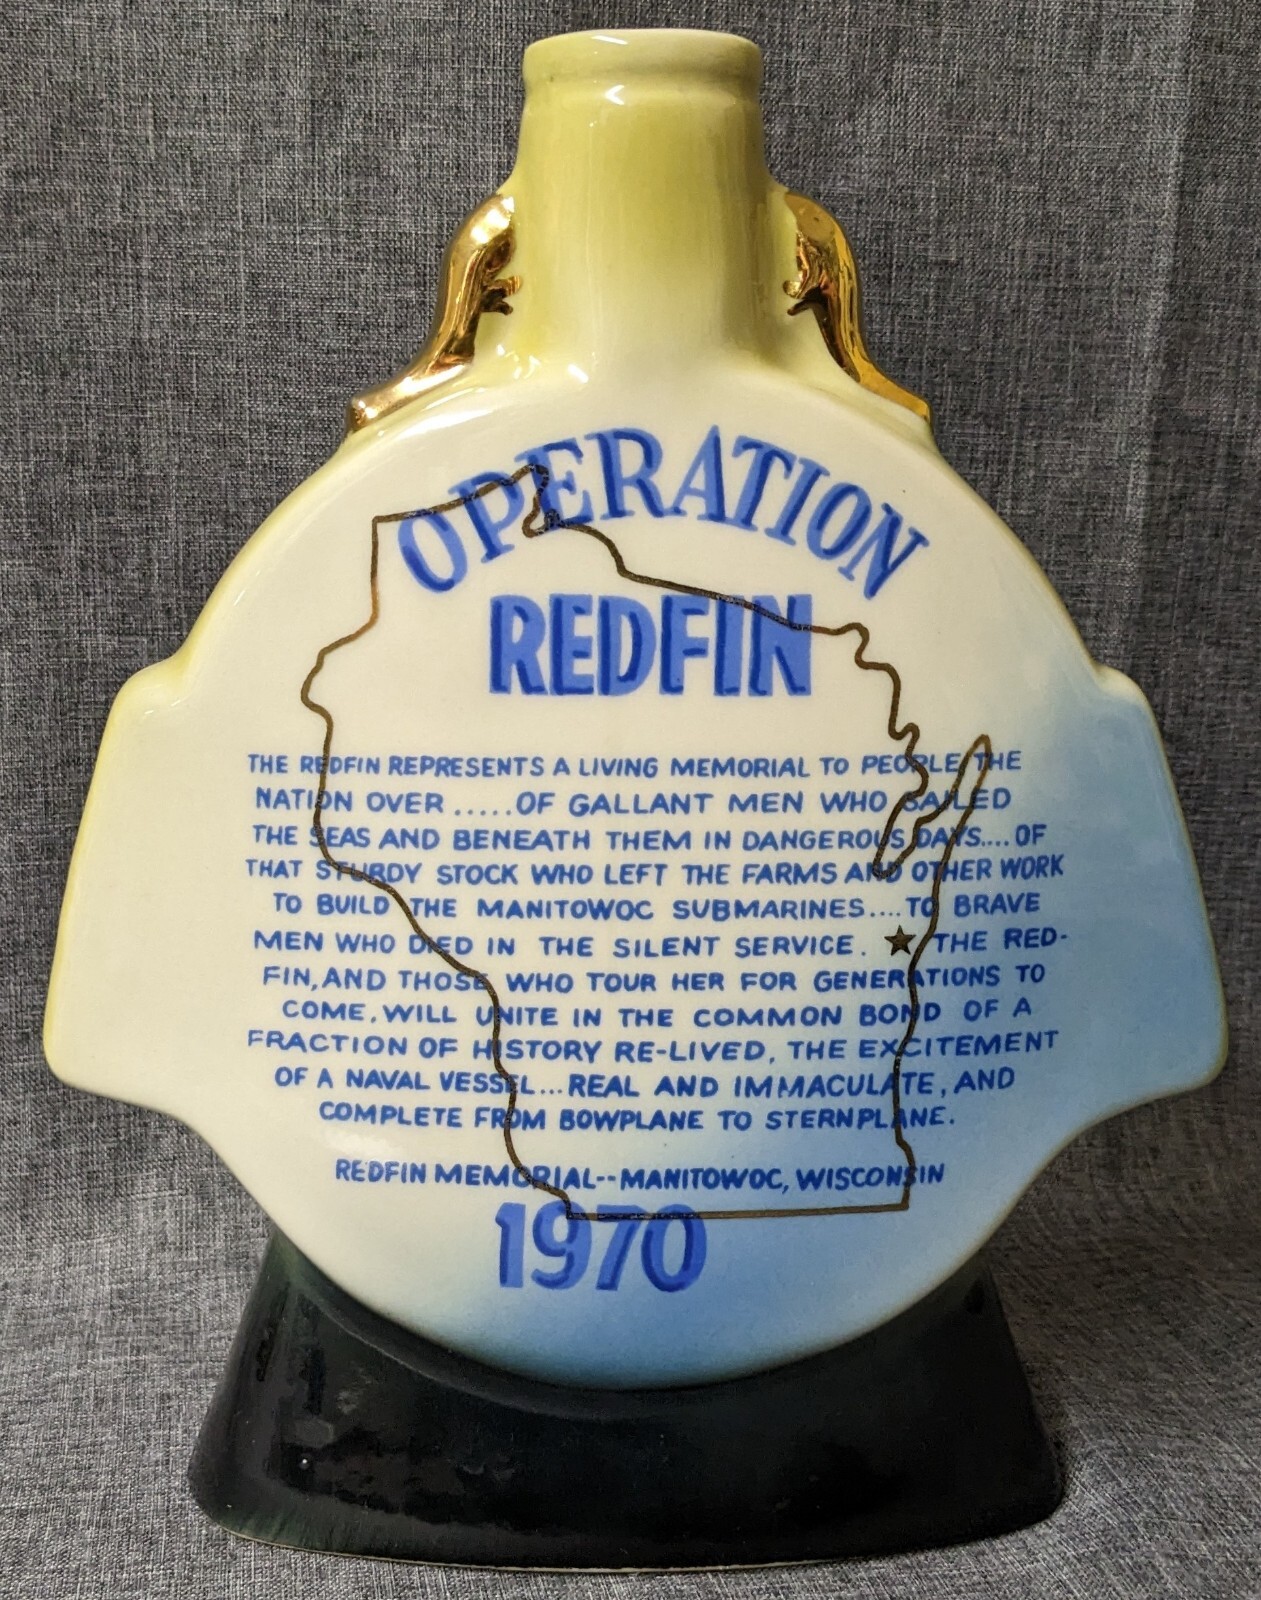 OPERATION
REDFIN
THE REDFIN REPRESENTS A LIVING MEMORIAL TO PEOPLE THE
NATION OVER .....OF GALLANT MEN WHO SAILED
THE SEAS AND BENEATH THEM IN DANGEROUS DAYS....OF
THAT STURDY STOCK WHO LEFT THE FARMS AND OTHER WORK
TO BUILD THE MANITOWOC SUBMARINES....TO BRAVE
MEN WHO DIED IN THE SILENT SERVICE. THE RED-
FIN, AND THOSE WHO TOUR HER FOR GENERATIONS TO
COME, WILL UNITE IN THE COMMON BOND OF A
FRACTION OF HISTORY RE-LIVED, THE EXCITEMENT
OF A NAVAL VESSEL...REAL AND IMMACULATE, AND
COMPLETE FROM BOWPLANE TO STERNPLANE.
REDFIN MEMORIAL--MANITOWOC, WISCONSIN
1970